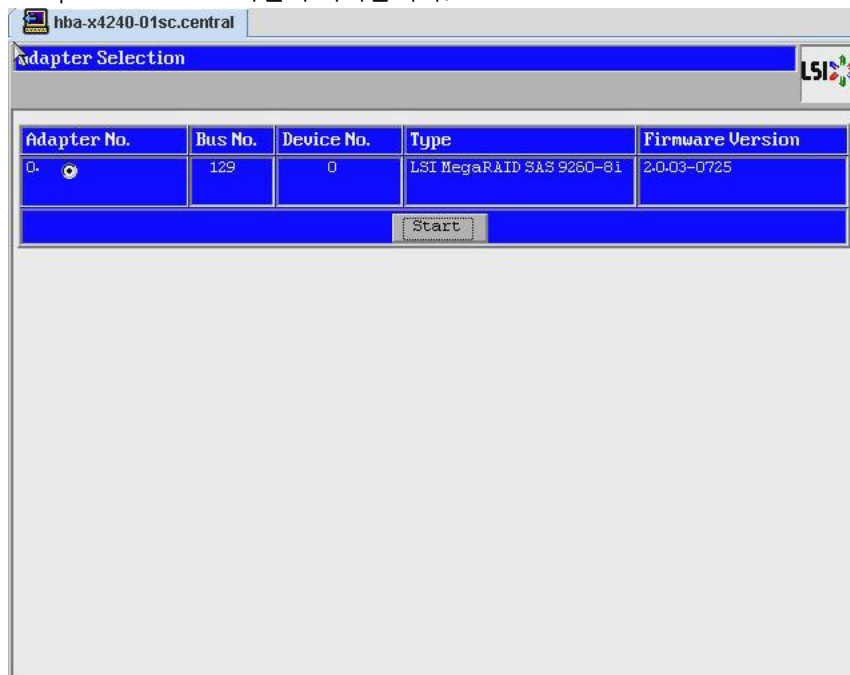 hba-x4240-01sc.central
Adapter Selection
LSI
Adapter No. Bus No. Device No. Type Firmware Version
0. 129 0 LSI MegaRAID SAS 9260-8i 2.0.03-0725
Start